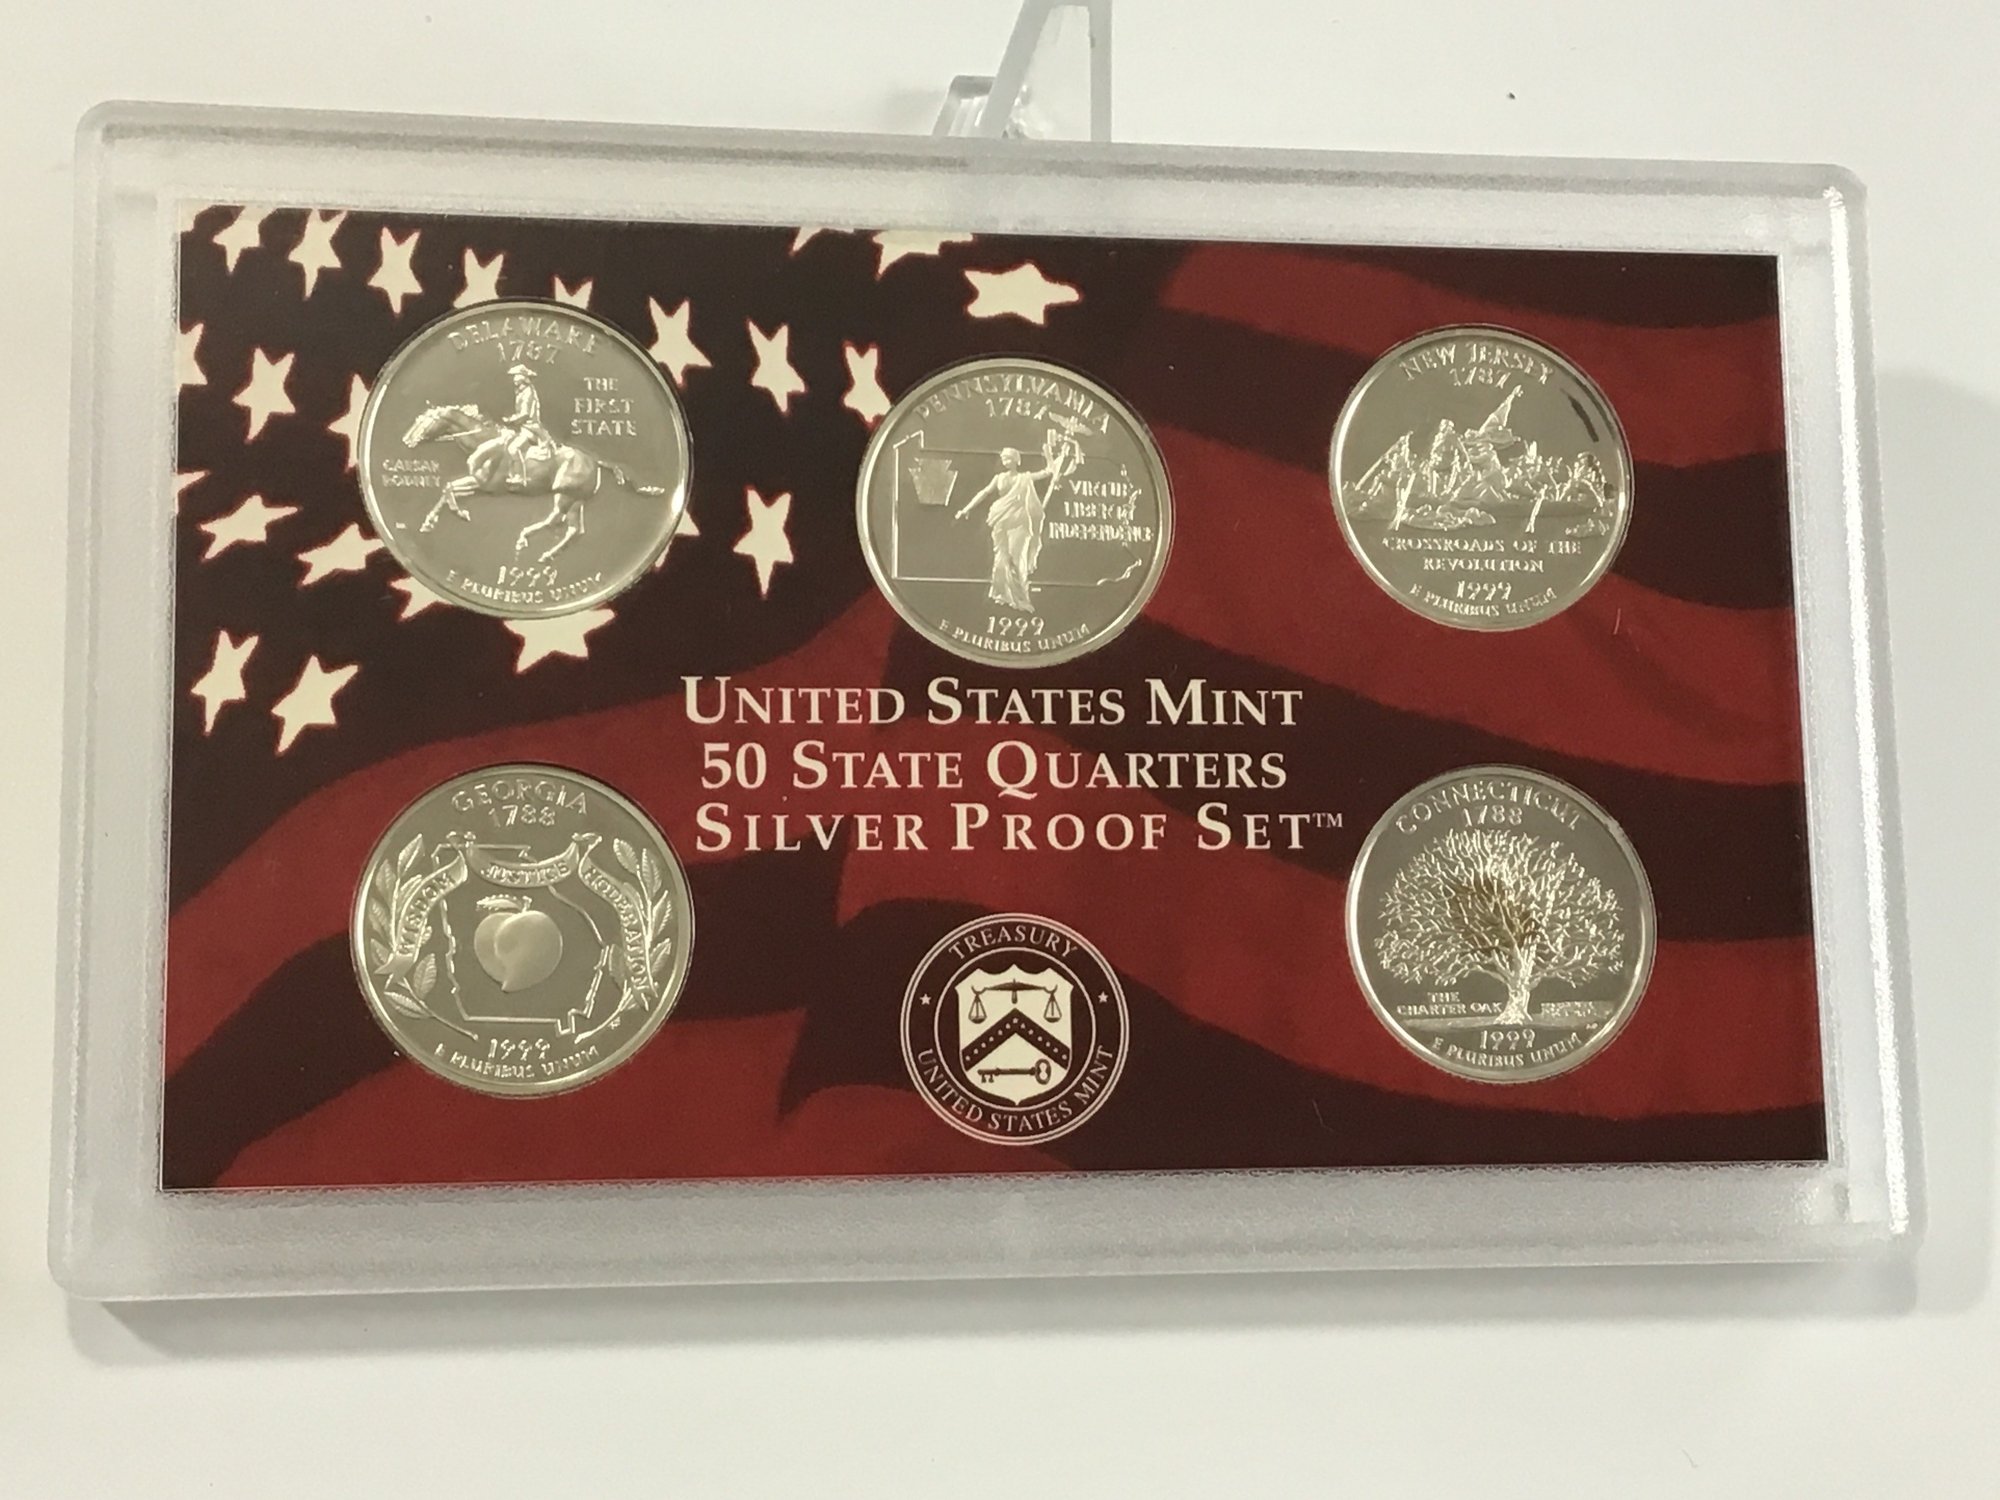 DELAWARE
1787
THE
FIRST
STATE
CAESAR
RODNEY
1999
E PLURIBUS UNUM
PENNSYLVANIA
1787
VIRTUE
LIBERTY
INDEPENDENCE
1999
E PLURIBUS UNUM
NEW JERSEY
1787
CROSSROADS OF THE
REVOLUTION
1999
E PLURIBUS UNUM
UNITED STATES MINT
50 STATE QUARTERS
SILVER PROOF SET™
GEORGIA
1788
WISDOM JUSTICE MODERATION
1999
E PLURIBUS UNUM
TREASURY
UNITED STATES MINT
CONNECTICUT
1788
THE
CHARTER OAK
1999
E PLURIBUS UNUM